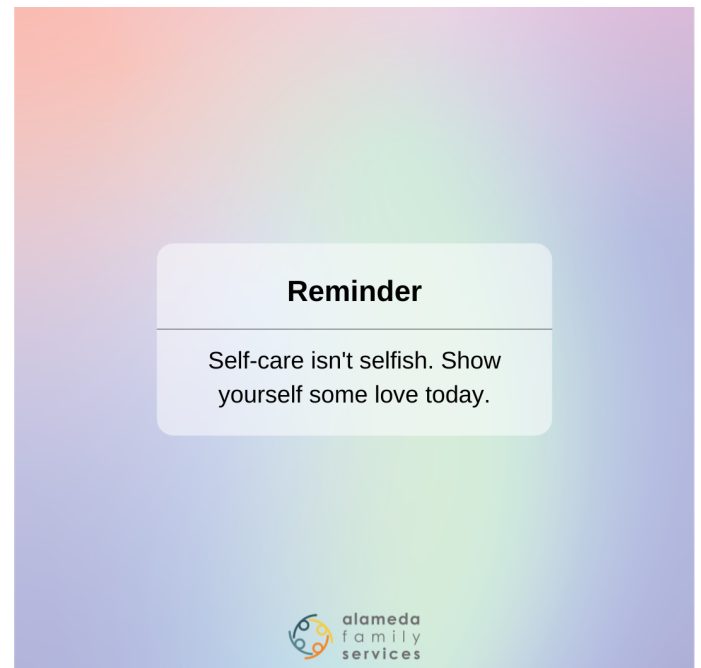 Reminder
Self-care isn't selfish. Show
yourself some love today.
alameda
family
services